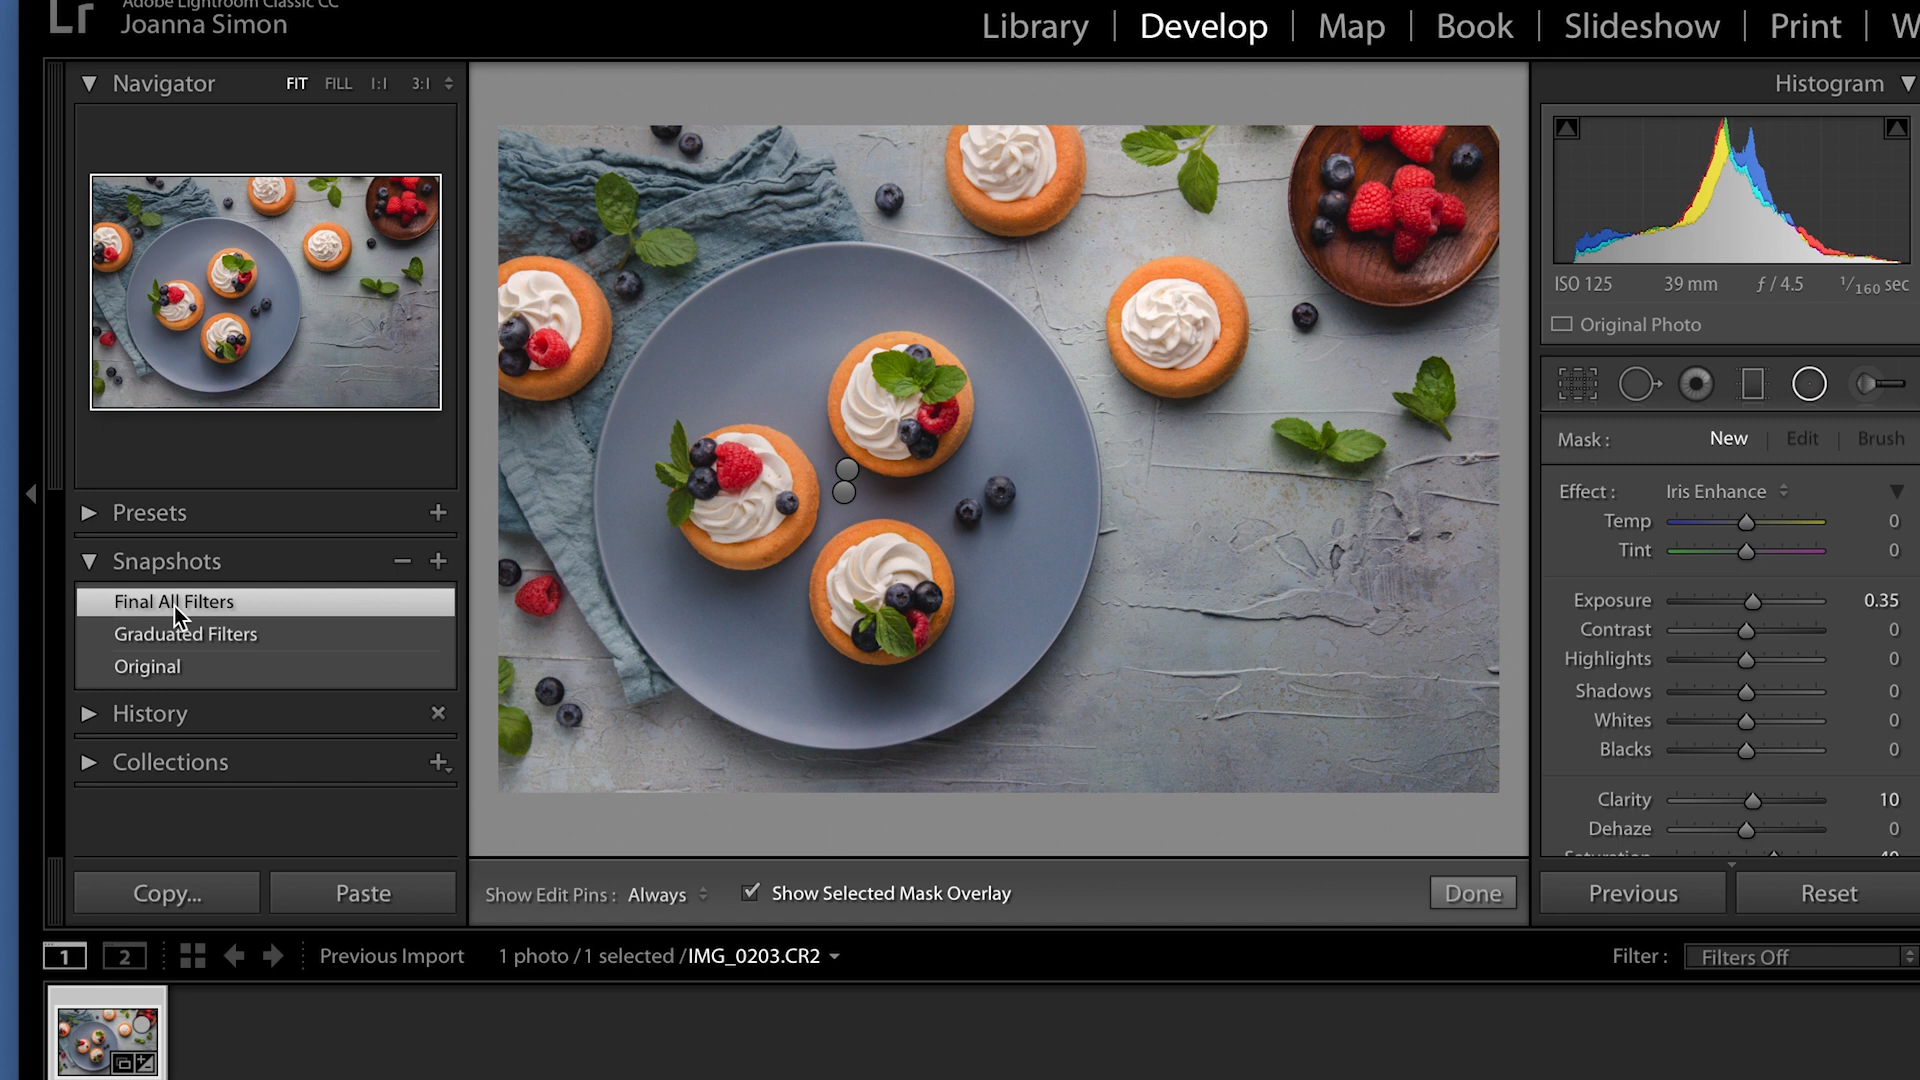 Adobe Lightroom Classic CC
Lr Joanna Simon
Library | Develop | Map | Book | Slideshow | Print | W
Navigator FIT FILL 1:1 3:1
Histogram
ISO 125 39 mm ƒ / 4.5 1/160 sec
Original Photo
Mask : New | Edit | Brush
Effect : Iris Enhance
Temp 0
Tint 0
Exposure 0.35
Contrast 0
Highlights 0
Shadows 0
Whites 0
Blacks 0
Clarity 10
Dehaze 0
Saturation 40
Presets
Snapshots
Final All Filters
Graduated Filters
Original
History
Collections
Copy... Paste
Show Edit Pins : Always Show Selected Mask Overlay Done
Previous Reset
1 2 Previous Import 1 photo / 1 selected / IMG_0203.CR2
Filter : Filters Off